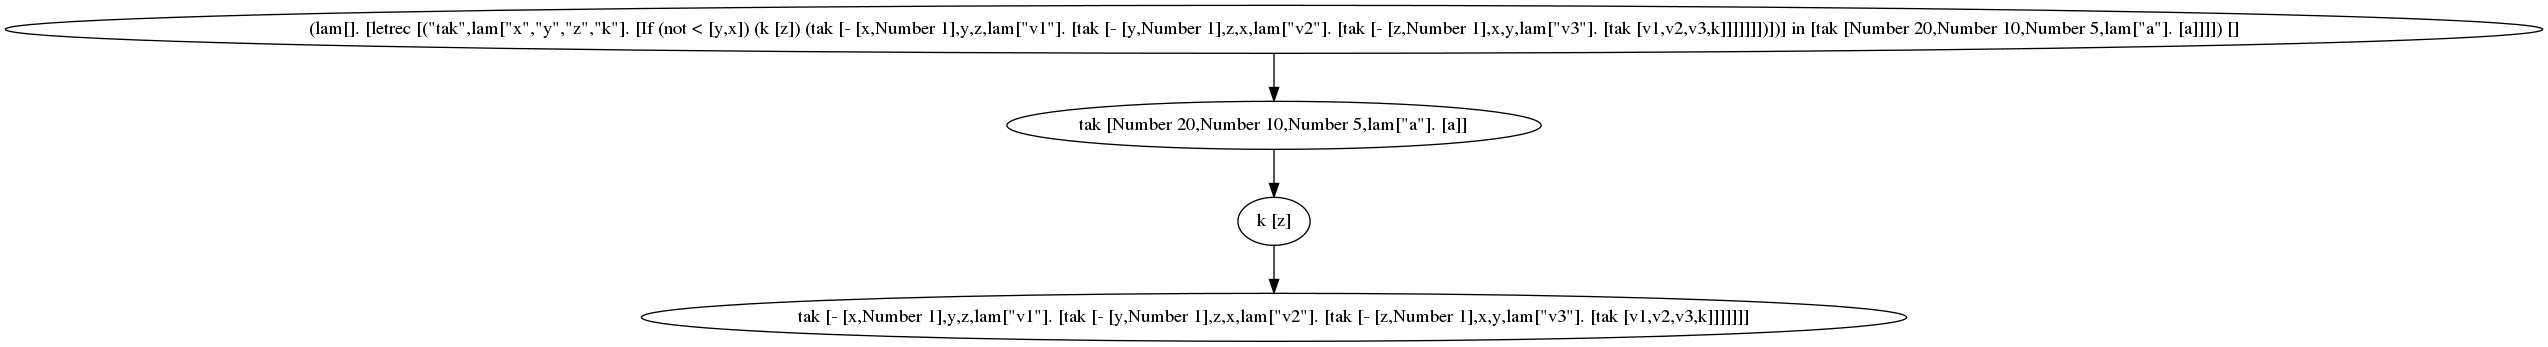 (lam[]. [letrec [("tak",lam["x","y","z","k"]. [If (not < [y,x]) (k [z]) (tak [- [x,Number 1],y,z,lam["v1"]. [tak [- [y,Number 1],z,x,lam["v2"]. [tak [- [z,Number 1],x,y,lam["v3"]. [tak [v1,v2,v3,k]]]]]]])])] in [tak [Number 20,Number 10,Number 5,lam["a"]. [a]]]]) []
tak [Number 20,Number 10,Number 5,lam["a"]. [a]]
k [z]
tak [- [x,Number 1],y,z,lam["v1"]. [tak [- [y,Number 1],z,x,lam["v2"]. [tak [- [z,Number 1],x,y,lam["v3"]. [tak [v1,v2,v3,k]]]]]]]